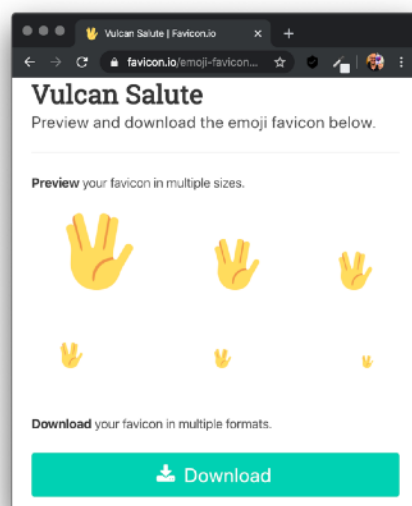 Vulcan Salute | Favicon.io
favicon.io/emoji-favicon...
Vulcan Salute
Preview and download the emoji favicon below.
Preview your favicon in multiple sizes.
Download your favicon in multiple formats.
Download